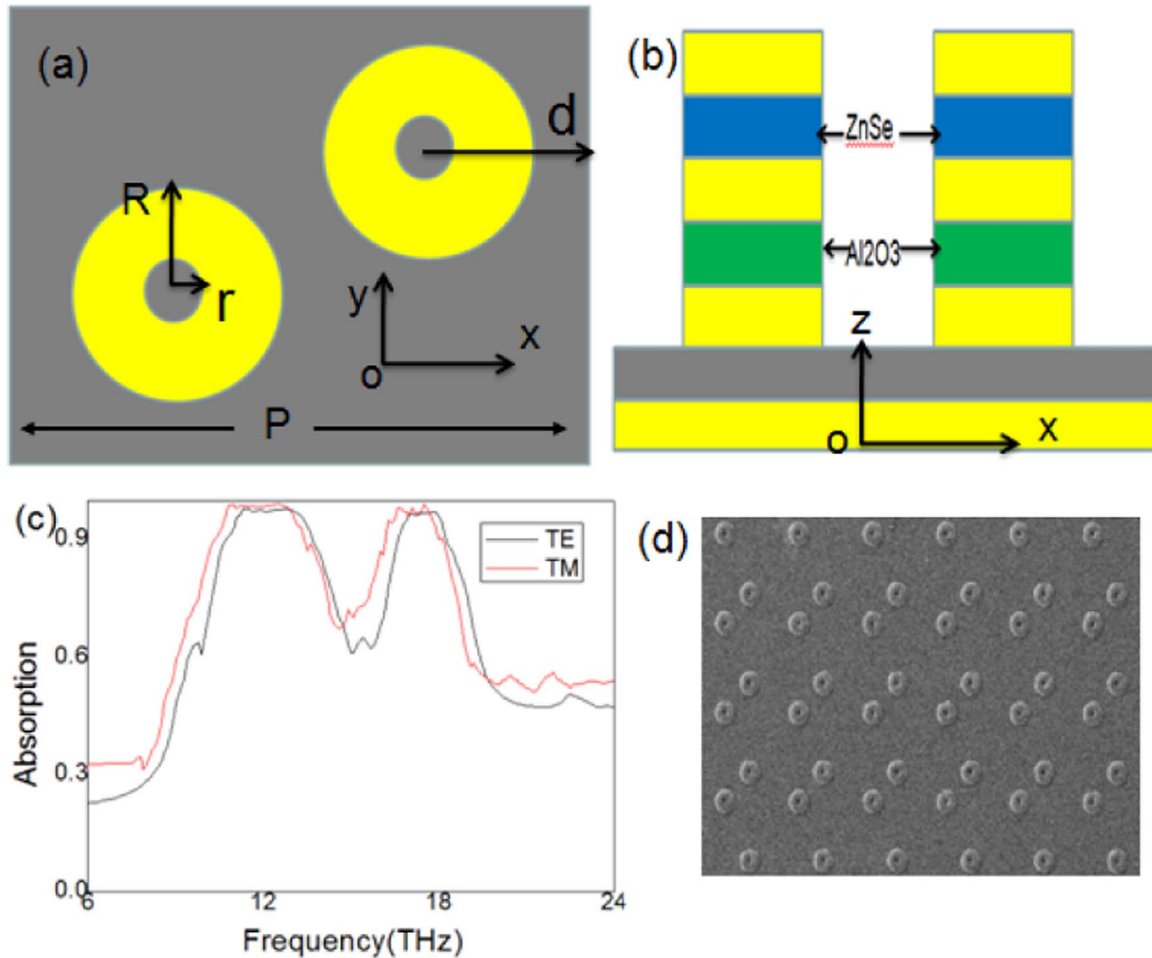 (a)
d
R
r
y
x
o
P
(b)
ZnSe
Al2O3
z
o
x
(c)
TE
TM
0.9
0.6
0.3
0.0
6
12
18
24
Absorption
Frequency(THz)
(d)